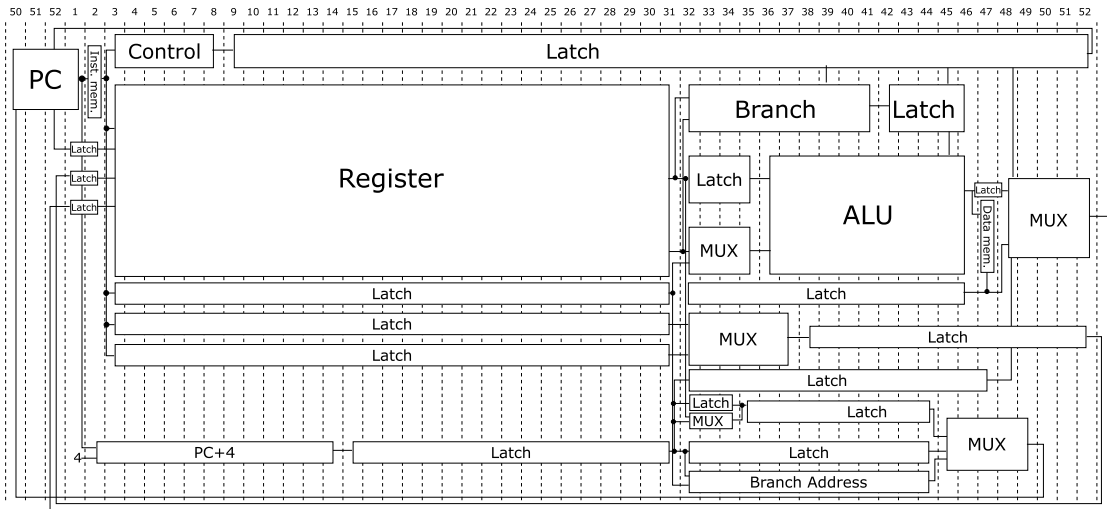 50 51 52 1 2 3 4 5 6 7 8 9 10 11 12 13 14 15 16 17 18 19 20 21 22 23 24 25 26 27 28 29 30 31 32 33 34 35 36 37 38 39 40 41 42 43 44 45 46 47 48 49 50 51 52
PC
Inst. mem.
Control
Latch
Branch
Latch
Latch
Latch
Latch
Register
Latch
MUX
ALU
Latch
Data mem.
MUX
Latch
Latch
Latch
MUX
Latch
Latch
Latch
Latch
MUX
Latch
4
PC+4
Latch
Latch
MUX
Branch Address